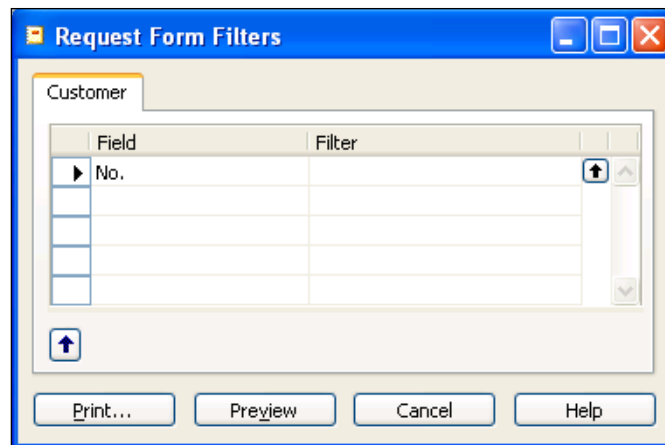 Request Form Filters
Customer
Field Filter
No.
Print... Preview Cancel Help